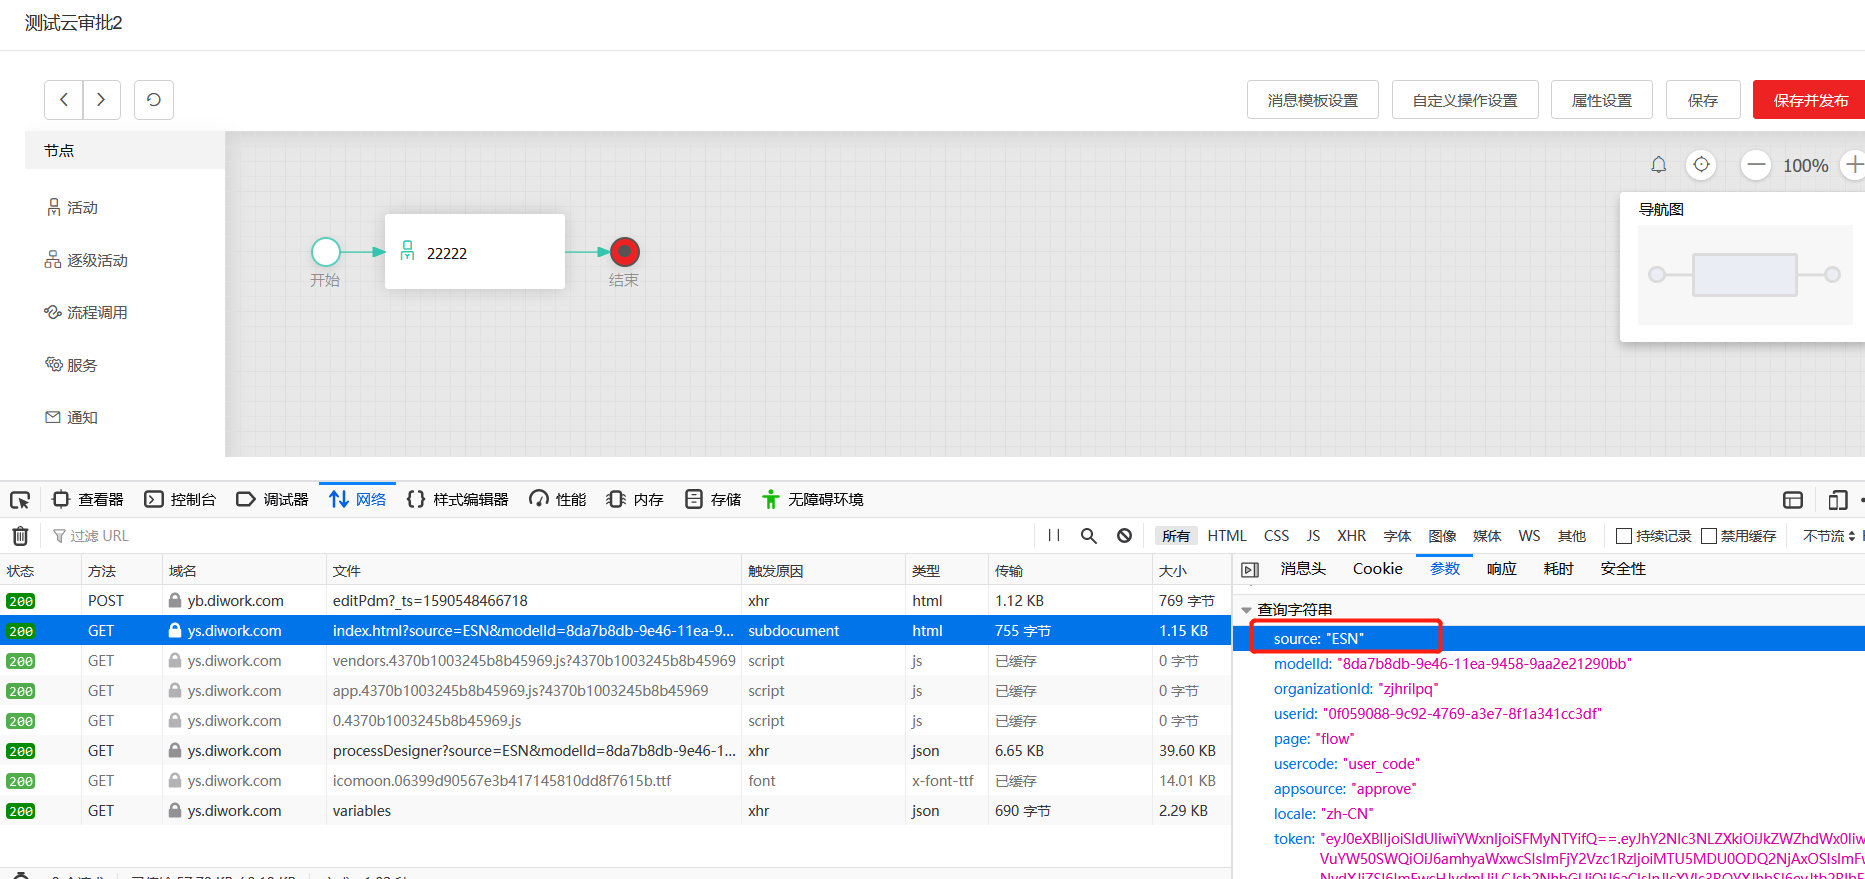 测试云审批2
消息模板设置 自定义操作设置 属性设置 保存 保存并发布
节点
100%
导航图
活动
逐级活动
流程调用
服务
通知
22222
开始
结束
查看器 控制台 调试器 网络 样式编辑器 性能 内存 存储 无障碍环境
过滤 URL
所有 HTML CSS JS XHR 字体 图像 媒体 WS 其他 持续记录 禁用缓存 不节流
状态 方法 域名 文件 触发原因 类型 传输 大小
200 POST yb.diwork.com editPdm?_ts=1590548466718 xhr html 1.12 KB 769 字节
200 GET ys.diwork.com index.html?source=ESN&modelId=8da7b8db-9e46-11ea-9... subdocument html 755 字节 1.15 KB
200 GET ys.diwork.com vendors.4370b1003245b8b45969.js?4370b1003245b8b45969 script js 已缓存 0 字节
200 GET ys.diwork.com app.4370b1003245b8b45969.js?4370b1003245b8b45969 script js 已缓存 0 字节
200 GET ys.diwork.com 0.4370b1003245b8b45969.js script js 已缓存 0 字节
200 GET ys.diwork.com processDesigner?source=ESN&modelId=8da7b8db-9e46-1... xhr json 6.65 KB 39.60 KB
200 GET ys.diwork.com icomoon.06399d90567e3b417145810dd8f7615b.ttf font x-font-ttf 已缓存 14.01 KB
200 GET ys.diwork.com variables xhr json 690 字节 2.29 KB
消息头 Cookie 参数 响应 耗时 安全性
查询字符串
source: "ESN"
modelId: "8da7b8db-9e46-11ea-9458-9aa2e21290bb"
organizationId: "zjhrilpq"
userid: "0f059088-9c92-4769-a3e7-8f1a341cc3df"
page: "flow"
usercode: "user_code"
appsource: "approve"
locale: "zh-CN"
token: